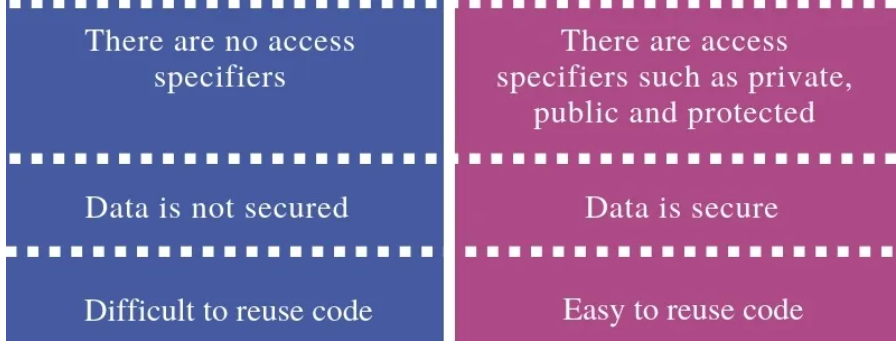 There are no access
specifiers
There are access
specifiers such as private,
public and protected
Data is not secured
Data is secure
Difficult to reuse code
Easy to reuse code